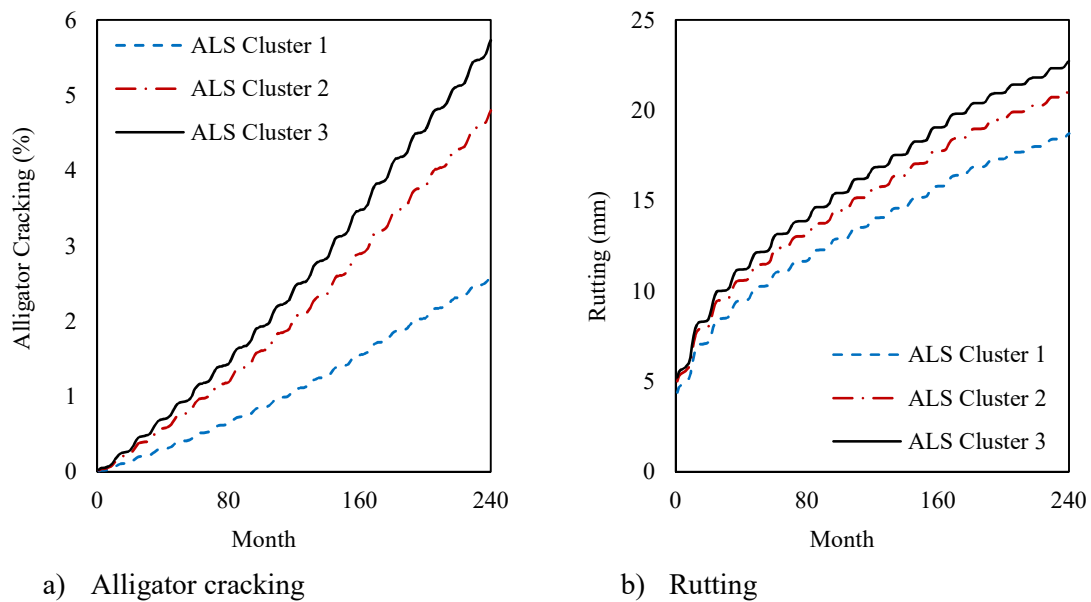 6
5
4
3
2
1
0
Alligator Cracking (%)
ALS Cluster 1
ALS Cluster 2
ALS Cluster 3
0 80 160 240
Month
a) Alligator cracking
25
20
15
10
5
0
Rutting (mm)
ALS Cluster 1
ALS Cluster 2
ALS Cluster 3
0 80 160 240
Month
b) Rutting